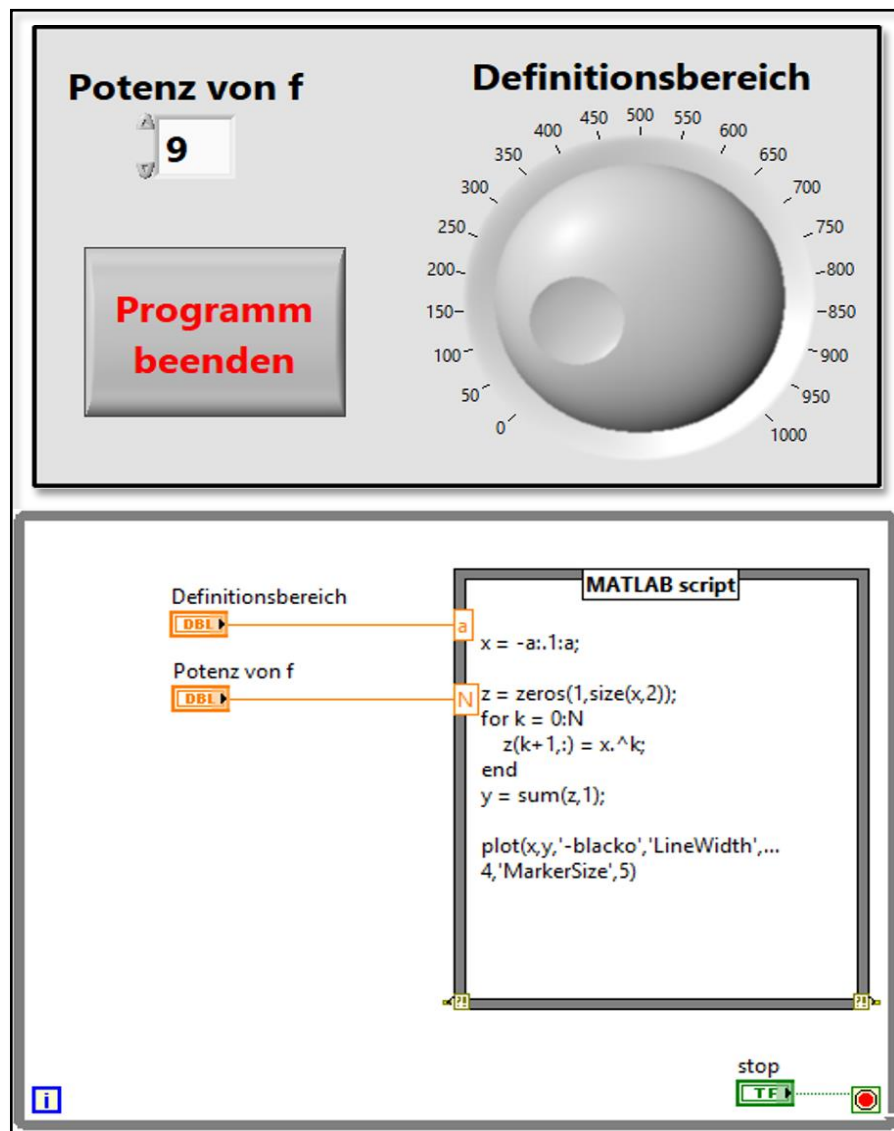 Potenz von f
9
Programm
beenden
Definitionsbereich
0
50
100
150
200
250
300
350
400
450
500
550
600
650
700
750
800
850
900
950
1000
Definitionsbereich
DBL
Potenz von f
DBL
a
N
MATLAB script
x = -a:.1:a;
z = zeros(1,size(x,2));
for k = 0:N
z(k+1,:) = x.^k;
end
y = sum(z,1);
plot(x,y,'-blacko','LineWidth',...
4,'MarkerSize',5)
i
stop
TF